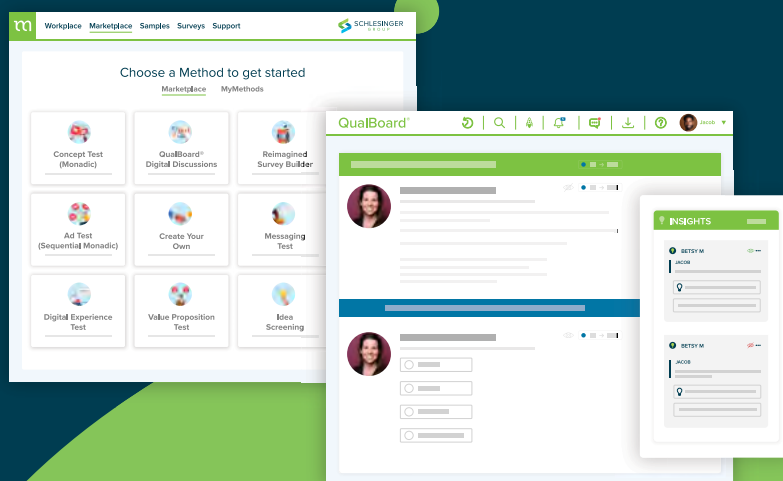 m Workplace Marketplace Samples Surveys Support SCHLESINGER
GROUP
Choose a Method to get started
Marketplace MyMethods
Concept Test
(Monadic)
QualBoard®
Digital Discussions
Reimagined
Survey Builder
Ad Test
(Sequential Monadic)
Create Your
Own
Messaging
Test
Digital Experience
Test
Value Proposition
Test
Idea
Screening
QualBoard® Jacob
INSIGHTS
BETSY M
JACOB
BETSY M
JACOB